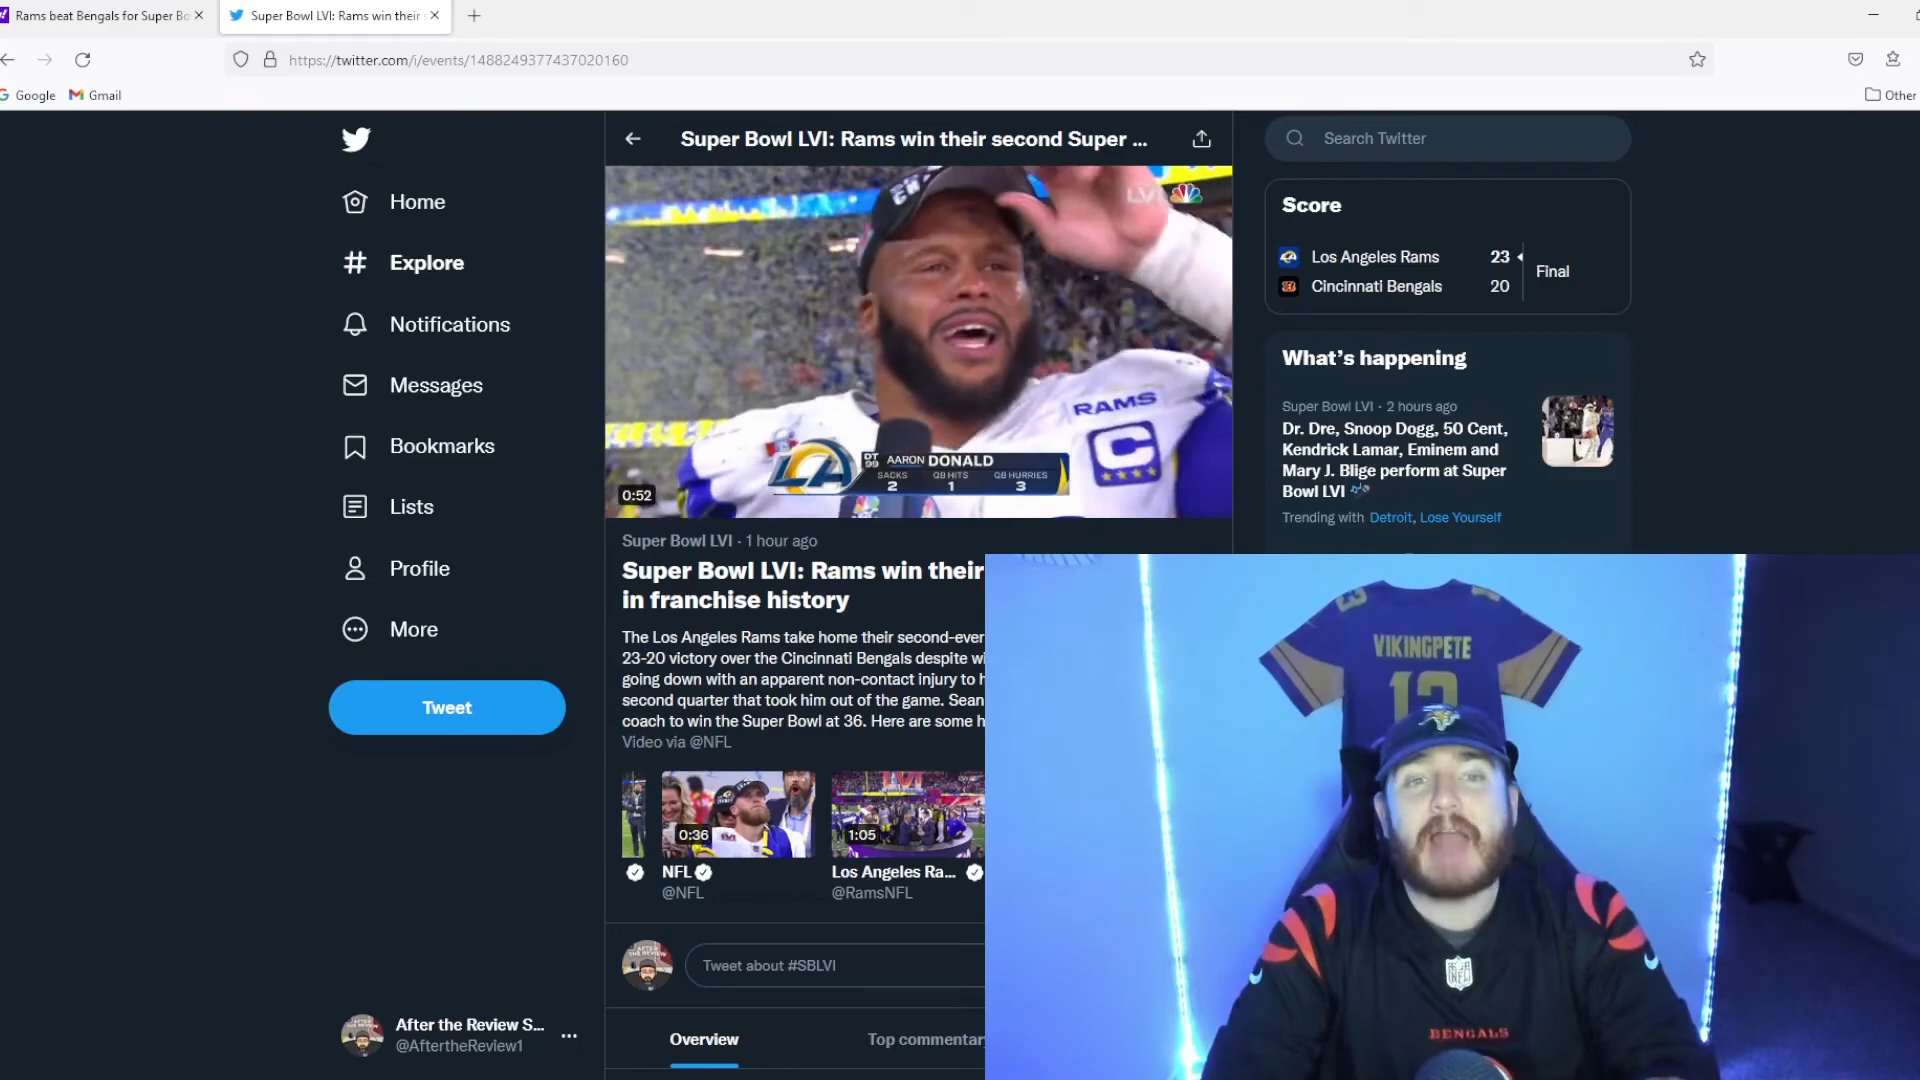 Rams beat Bengals for Super Bo
Super Bowl LVI: Rams win their
https://twitter.com/i/events/1488249377437020160
Google
Gmail
Other
Home
Explore
Notifications
Messages
Bookmarks
Lists
Profile
More
Tweet
After the Review S...
@AftertheReview1
Super Bowl LVI: Rams win their second Super ...
LVI
RAMS
C
LA
DT
99
AARON DONALD
SACKS
2
QB HITS
1
QB HURRIES
3
0:52
Super Bowl LVI · 1 hour ago
Super Bowl LVI: Rams win their
in franchise history
The Los Angeles Rams take home their second-ever
23-20 victory over the Cincinnati Bengals despite wi
going down with an apparent non-contact injury to h
second quarter that took him out of the game. Sean
coach to win the Super Bowl at 36. Here are some h
Video via @NFL
0:36
1:05
NFL
@NFL
Los Angeles Ra...
@RamsNFL
Tweet about #SBLVI
Overview
Top commentar
Search Twitter
Score
Los Angeles Rams 23
Cincinnati Bengals 20
Final
What's happening
Super Bowl LVI · 2 hours ago
Dr. Dre, Snoop Dogg, 50 Cent,
Kendrick Lamar, Eminem and
Mary J. Blige perform at Super
Bowl LVI
Trending with Detroit, Lose Yourself
VIKINGPETE
NFL
BENGALS